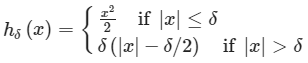 h_δ (x) = { x²/2 if |x| ≤ δ
δ(|x| − δ/2) if |x| > δ